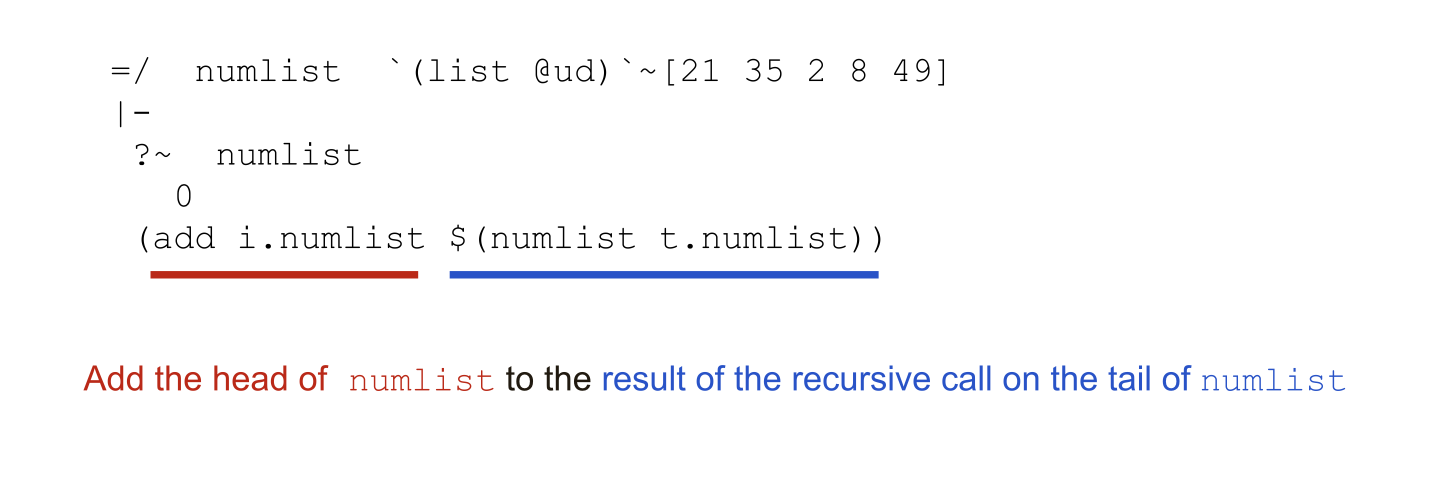 =/  numlist  `(list @ud)`~[21 35 2 8 49]
|-
?~  numlist
0
(add i.numlist $(numlist t.numlist))
Add the head of numlist to the result of the recursive call on the tail of numlist